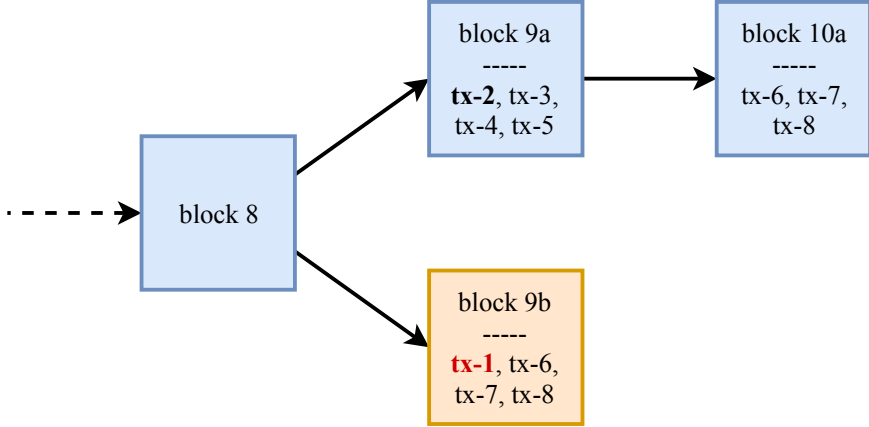 block 8
block 9a
-----
tx-2, tx-3,
tx-4, tx-5
block 10a
-----
tx-6, tx-7,
tx-8
block 9b
-----
tx-1, tx-6,
tx-7, tx-8